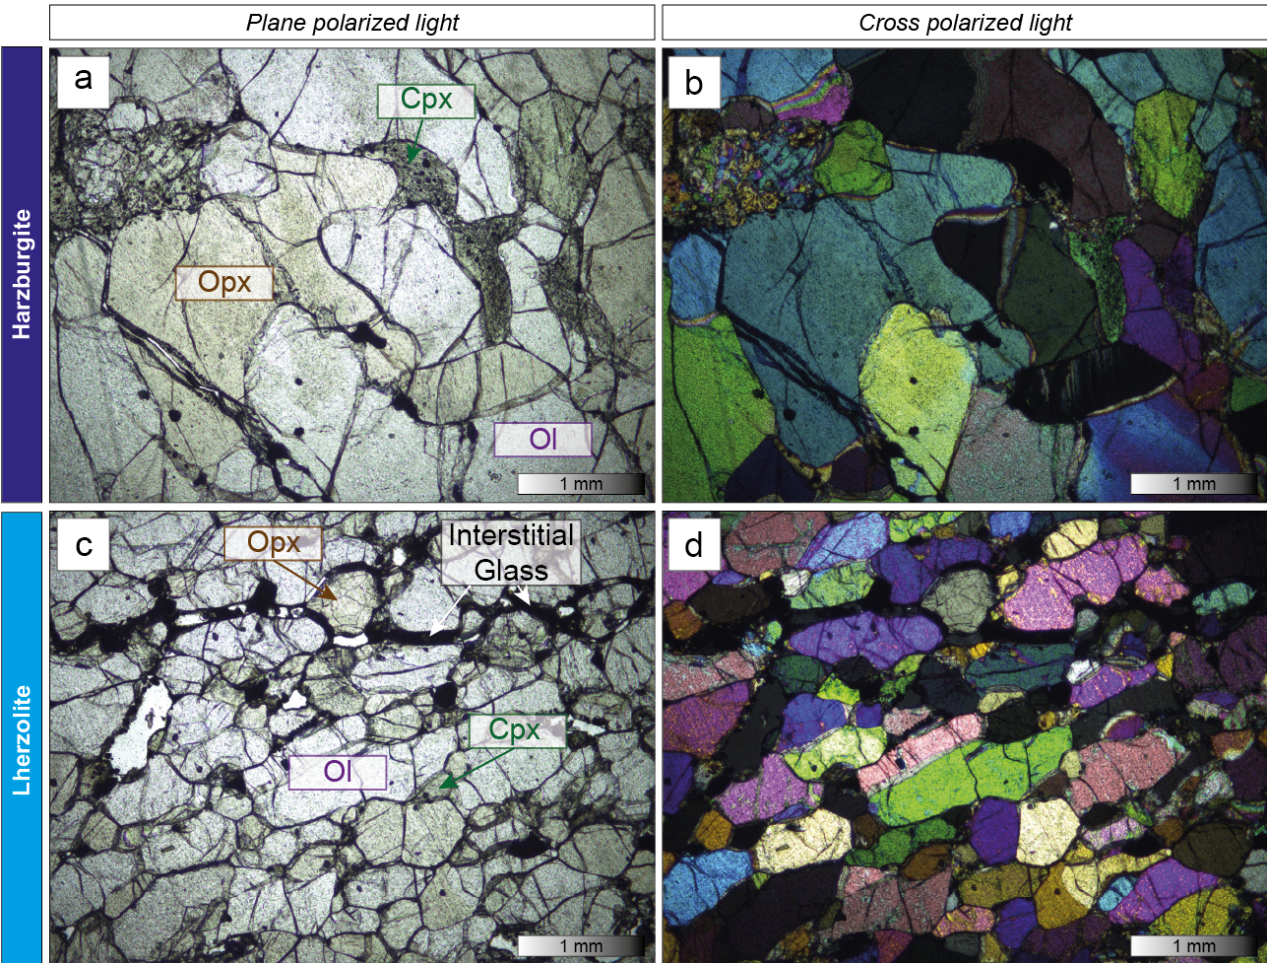 Plane polarized light
Cross polarized light
Harzburgite
a
Cpx
Opx
Ol
1 mm
b
1 mm
Lherzolite
c
Opx
Interstitial
Glass
Cpx
Ol
1 mm
d
1 mm